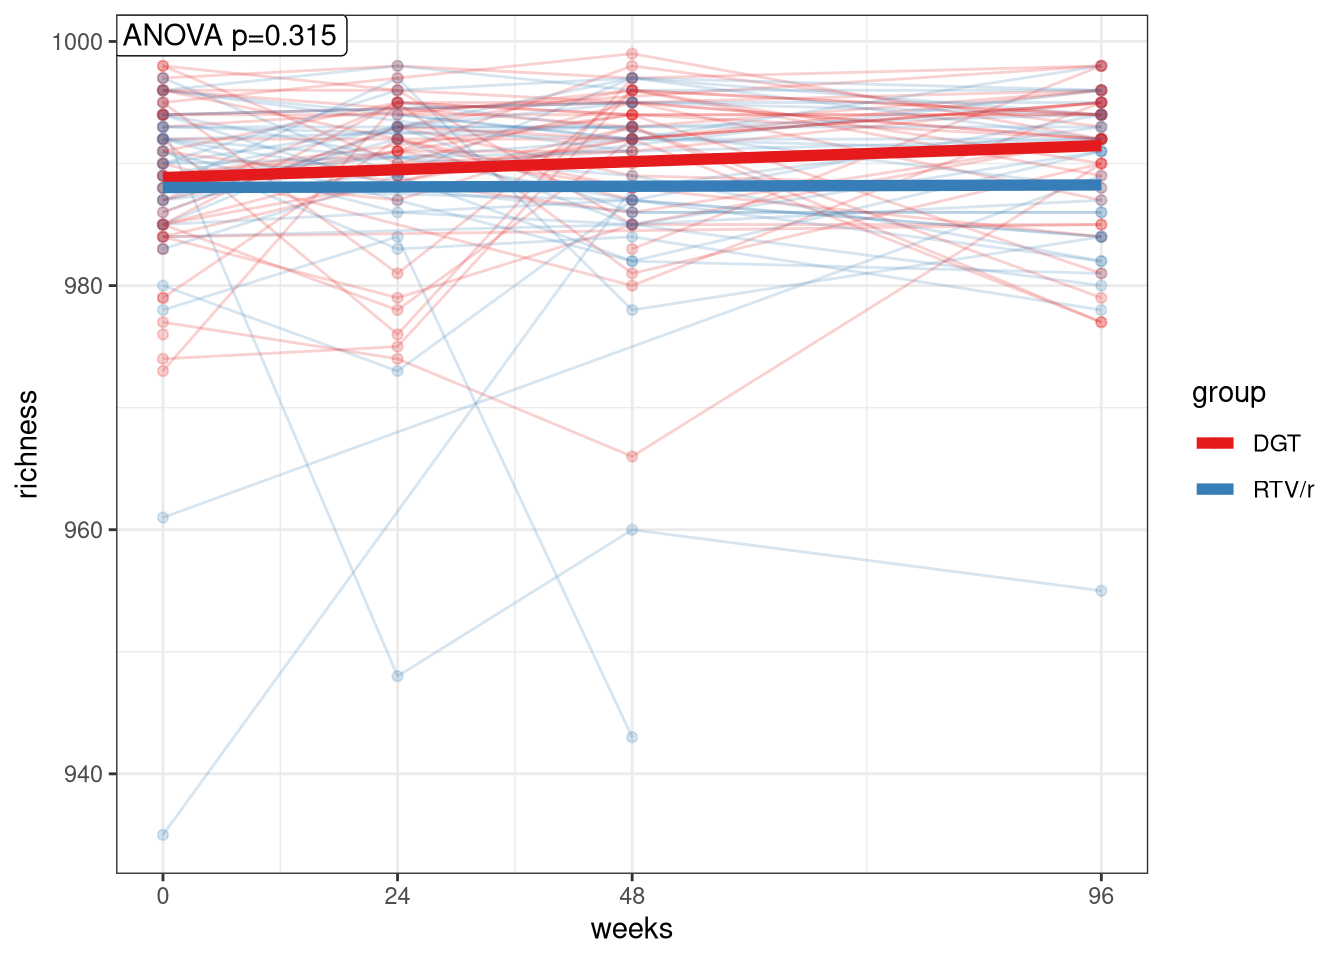 ANOVA p=0.315
1000
980
960
940
richness
0 24 48 96
weeks
group
DGT
RTV/r